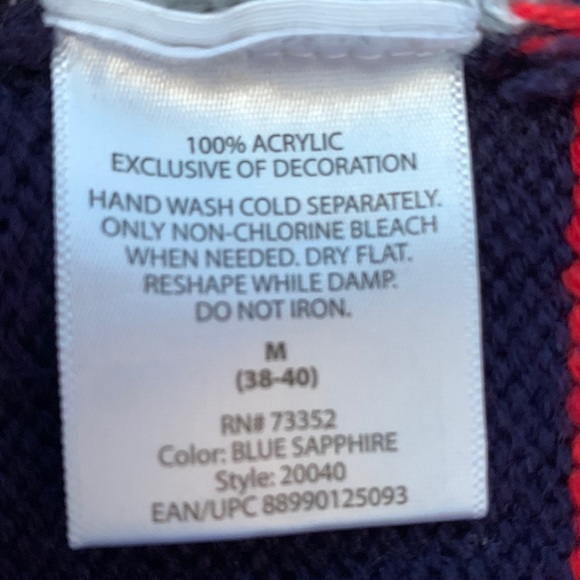 100% ACRYLIC
EXCLUSIVE OF DECORATION
HAND WASH COLD SEPARATELY.
ONLY NON-CHLORINE BLEACH
WHEN NEEDED. DRY FLAT.
RESHAPE WHILE DAMP.
DO NOT IRON.
M
(38-40)
RN# 73352
Color: BLUE SAPPHIRE
Style: 20040
EAN/UPC 88990125093